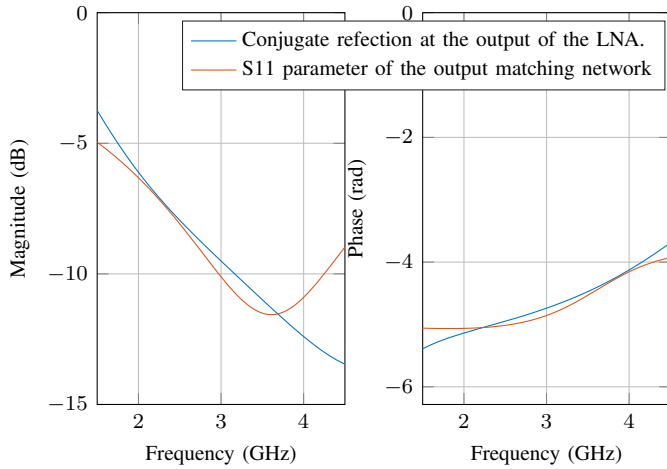 Conjugate refection at the output of the LNA.
S11 parameter of the output matching network
0
−5
−10
−15
Magnitude (dB)
2
3
4
Frequency (GHz)
0
−2
−4
−6
Phase (rad)
2
3
4
Frequency (GHz)